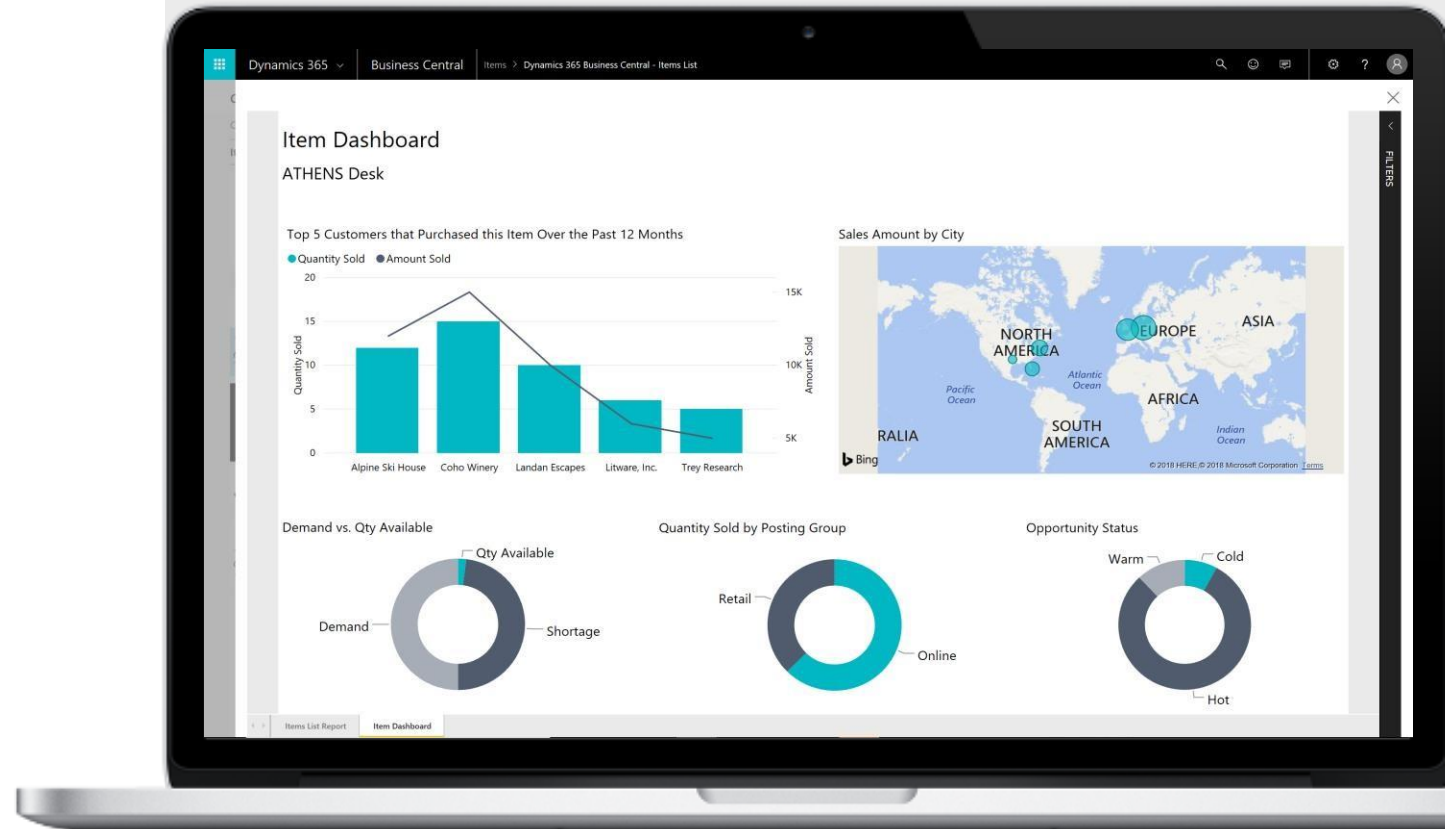 Dynamics 365
Business Central
Items > Dynamics 365 Business Central - Items List
?
FILTERS
Item Dashboard
ATHENS Desk
Top 5 Customers that Purchased this Item Over the Past 12 Months
Quantity Sold
Amount Sold
20
15
10
5
0
Quantity Sold
15K
10K
5K
Amount Sold
Alpine Ski House
Coho Winery
Landan Escapes
Litware, Inc.
Trey Research
Sales Amount by City
NORTH
AMERICA
EUROPE
ASIA
Atlantic
Ocean
Pacific
Ocean
AFRICA
RALIA
SOUTH
AMERICA
Indian
Ocean
Bing
© 2018 HERE, © 2018 Microsoft Corporation Terms
Demand vs. Qty Available
Qty Available
Demand
Shortage
Quantity Sold by Posting Group
Retail
Online
Opportunity Status
Warm
Cold
Hot
Items List Report
Item Dashboard